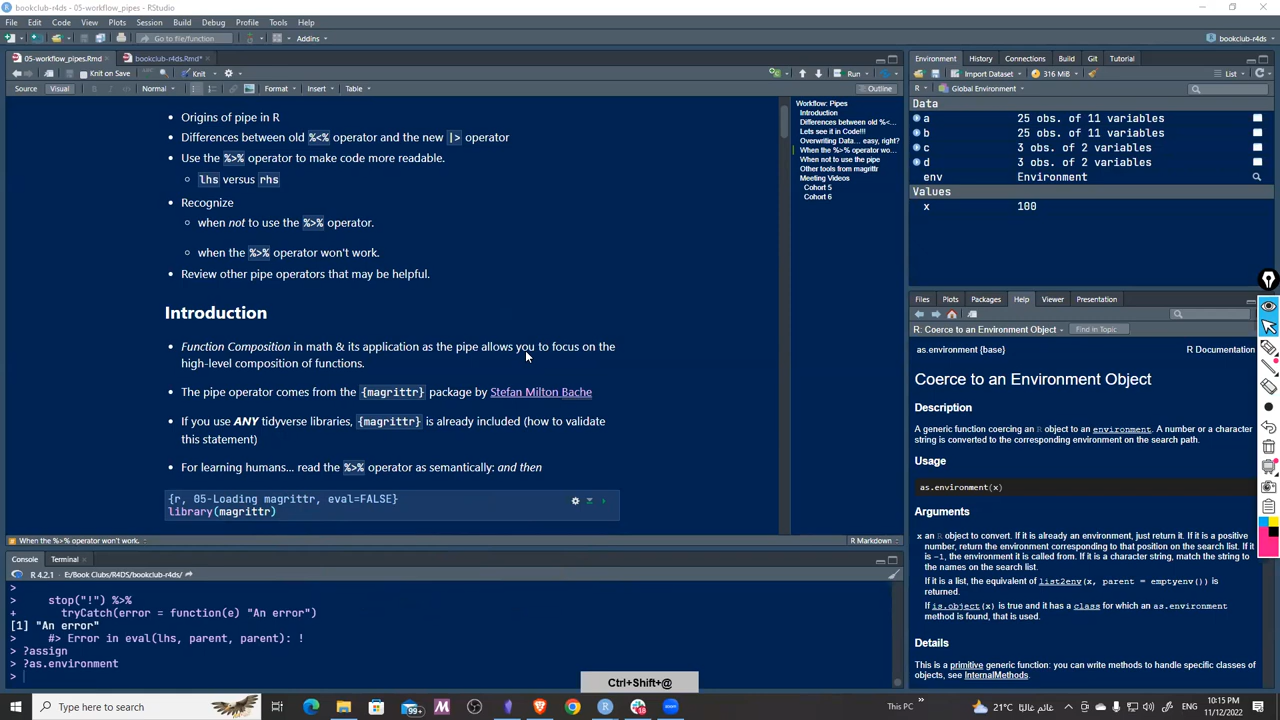 bookclub-r4ds - 05-workflow_pipes - RStudio
File Edit Code View Plots Session Build Debug Profile Tools Help
Go to file/function Addins bookclub-r4ds
05-workflow_pipes.Rmd bookclub-r4ds.Rmd*
Knit on Save Knit Run
Source Visual B I Normal Format Insert Table Outline
Origins of pipe in R
Differences between old %<% operator and the new |> operator
Use the %>% operator to make code more readable.
lhs versus rhs
Recognize
when not to use the %>% operator.
when the %>% operator won't work.
Review other pipe operators that may be helpful.
Introduction
Function Composition in math & its application as the pipe allows you to focus on the
high-level composition of functions.
The pipe operator comes from the {magrittr} package by Stefan Milton Bache
If you use ANY tidyverse libraries, {magrittr} is already included (how to validate
this statement)
For learning humans... read the %>% operator as semantically: and then
{r, 05-Loading magrittr, eval=FALSE}
library(magrittr)
When the %>% operator won't work. R Markdown
Workflow: Pipes
Introduction
Differences between old %<...
Lets see it in Code!!!
Overwriting Data... easy, right?
When the %>% operator wo...
When not to use the pipe
Other tools from magrittr
Meeting Videos
Cohort 5
Cohort 6
Console Terminal
R 4.2.1 · E:/Book Clubs/R4DS/bookclub-r4ds/
>
> stop("!") %>%
+ tryCatch(error = function(e) "An error")
[1] "An error"
> #> Error in eval(lhs, parent, parent): !
> ?assign
> ?as.environment
>
Environment History Connections Build Git Tutorial
Import Dataset 316 MiB List
R Global Environment
Data
a 25 obs. of 11 variables
b 25 obs. of 11 variables
c 3 obs. of 2 variables
d 3 obs. of 2 variables
env Environment
Values
x 100
Files Plots Packages Help Viewer Presentation
R: Coerce to an Environment Object Find in Topic
as.environment {base} R Documentation
Coerce to an Environment Object
Description
A generic function coercing an R object to an environment. A number or a character
string is converted to the corresponding environment on the search path.
Usage
as.environment(x)
Arguments
x an R object to convert. If it is already an environment, just return it. If it is a positive
number, return the environment corresponding to that position on the search list. If it
is -1, the environment it is called from. If it is a character string, match the string to
the names on the search list.
If it is a list, the equivalent of list2env(x, parent = emptyenv()) is
returned.
If is.object(x) is true and it has a class for which an as.environment
method is found, that is used.
Details
This is a primitive generic function: you can write methods to handle specific classes of
objects, see InternalMethods.
Ctrl+Shift+@
Type here to search
99+
This PC 21°C غائم
10:15 PM
11/12/2022